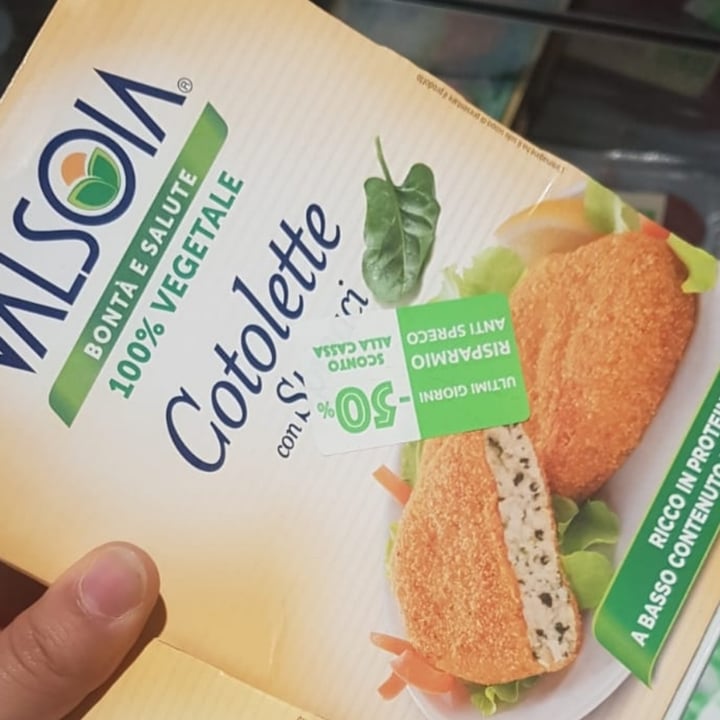 VALSOIA®
BONTÀ E SALUTE
100% VEGETALE
Cotolette
con
ULTIMI GIORNI
RISPARMIO
ANTI SPRECO
-50%
SCONTO
ALLA CASSA
RICCO IN
A BASSO CONTENUTO